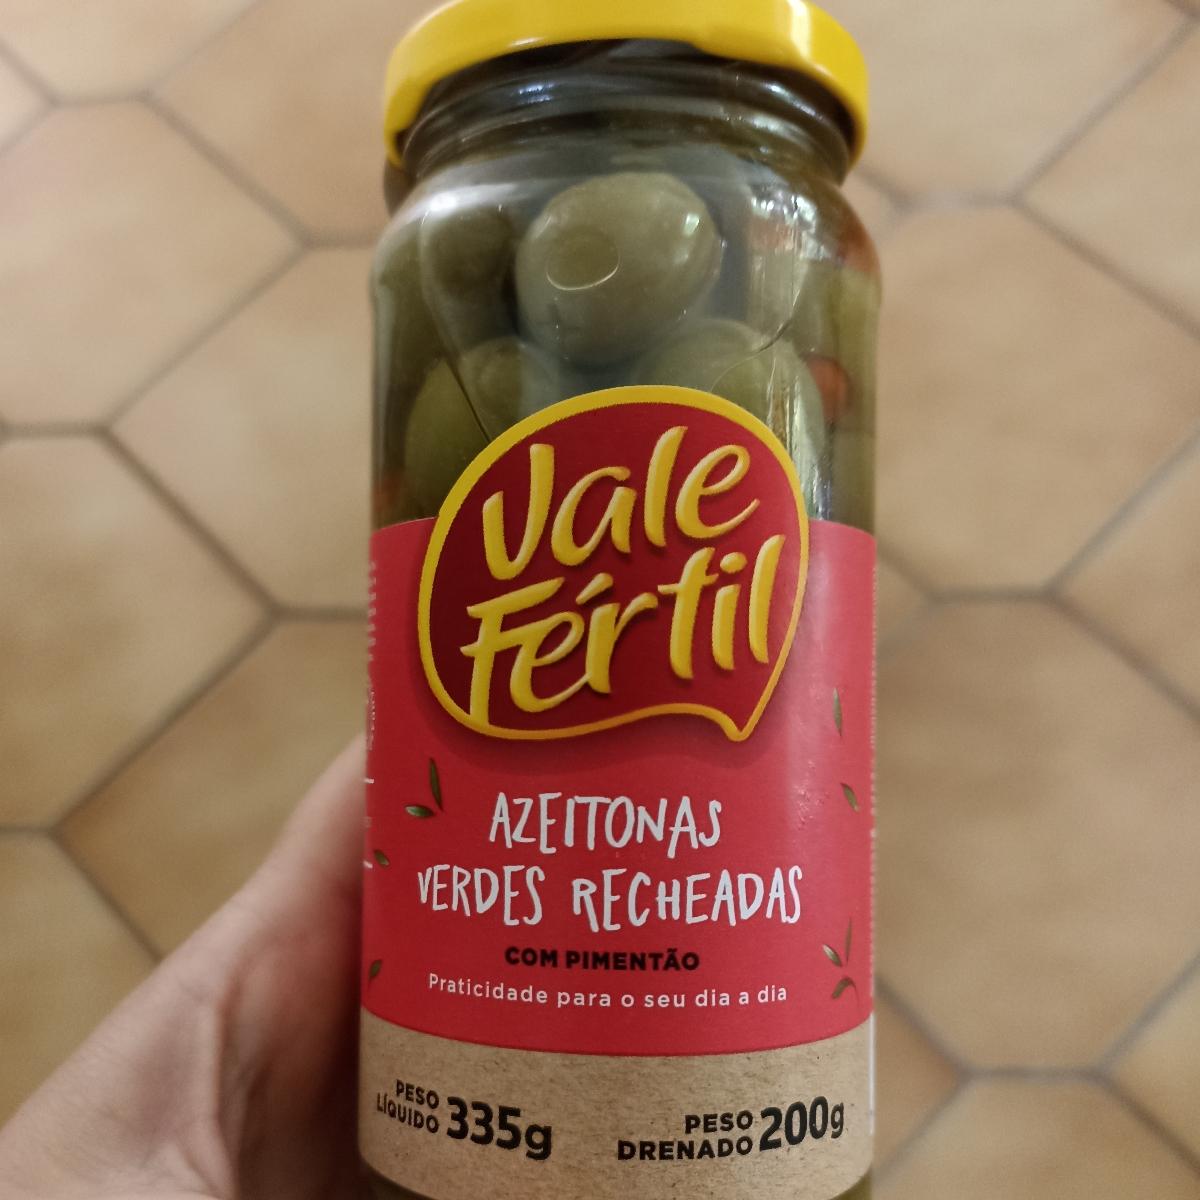 Vale
Fértil
AZEITONAS
VERDES RECHEADAS
COM PIMENTÃO
Praticidade para o seu dia a dia
PESO
LÍQUIDO 335g
PESO
DRENADO 200g